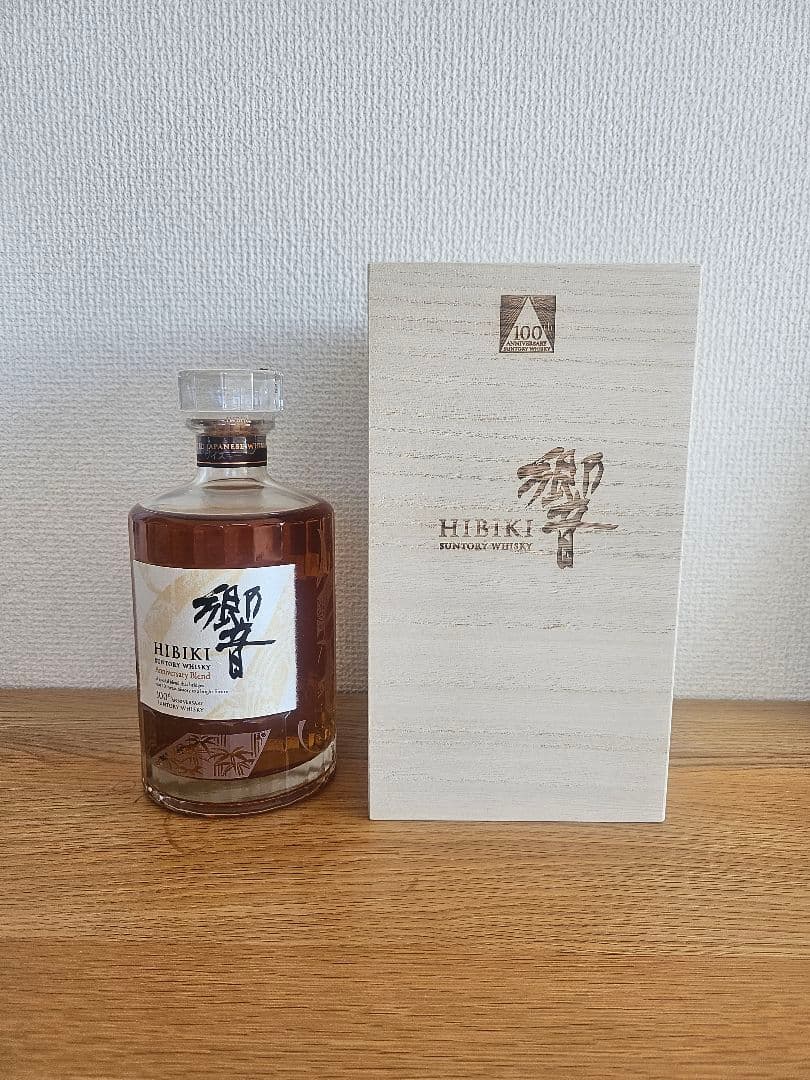 JAPANESE WHISKY
響
HIBIKI
SUNTORY WHISKY
Anniversary Blend
100th ANNIVERSARY
SUNTORY WHISKY
100th
ANNIVERSARY
SUNTORY WHISKY
響
HIBIKI
SUNTORY WHISKY